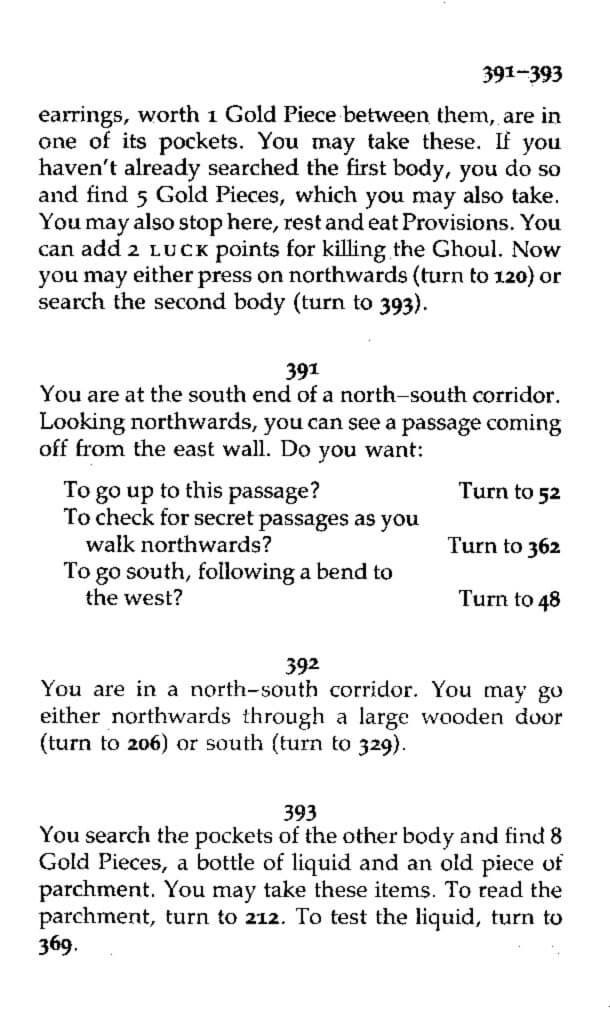 391–393
earrings, worth 1 Gold Piece between them, are in
one of its pockets. You may take these. If you
haven't already searched the first body, you do so
and find 5 Gold Pieces, which you may also take.
You may also stop here, rest and eat Provisions. You
can add 2 LUCK points for killing the Ghoul. Now
you may either press on northwards (turn to 120) or
search the second body (turn to 393).
391
You are at the south end of a north–south corridor.
Looking northwards, you can see a passage coming
off from the east wall. Do you want:
To go up to this passage? Turn to 52
To check for secret passages as you
walk northwards? Turn to 362
To go south, following a bend to
the west? Turn to 48
392
You are in a north–south corridor. You may go
either northwards through a large wooden door
(turn to 206) or south (turn to 329).
393
You search the pockets of the other body and find 8
Gold Pieces, a bottle of liquid and an old piece of
parchment. You may take these items. To read the
parchment, turn to 212. To test the liquid, turn to
369.